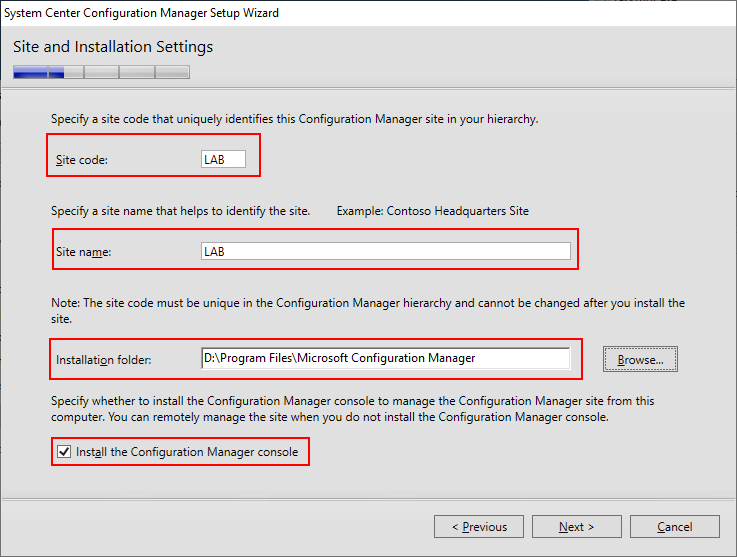 System Center Configuration Manager Setup Wizard
Site and Installation Settings
Specify a site code that uniquely identifies this Configuration Manager site in your hierarchy.
Site code: LAB
Specify a site name that helps to identify the site. Example: Contoso Headquarters Site
Site name: LAB
Note: The site code must be unique in the Configuration Manager hierarchy and cannot be changed after you install the
site.
Installation folder: D:\Program Files\Microsoft Configuration Manager Browse...
Specify whether to install the Configuration Manager console to manage the Configuration Manager site from this
computer. You can remotely manage the site when you do not install the Configuration Manager console.
Install the Configuration Manager console
< Previous Next > Cancel